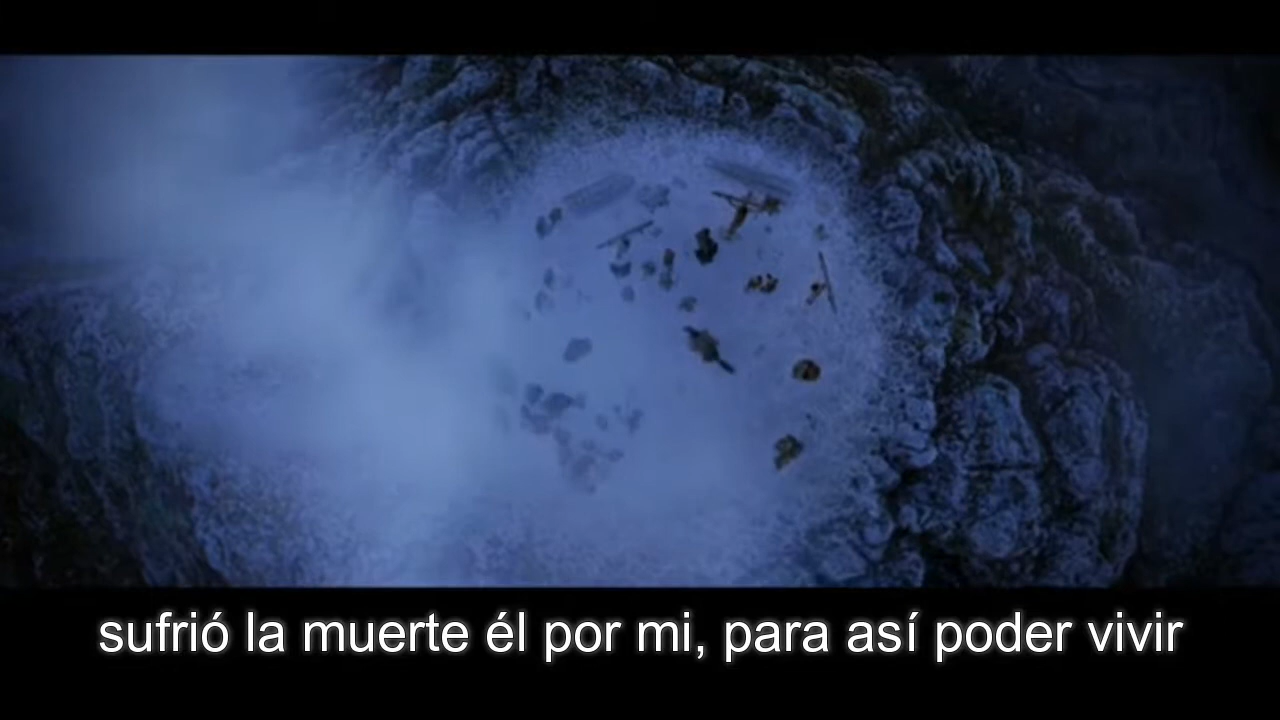 sufrió la muerte él por mi, para así poder vivir